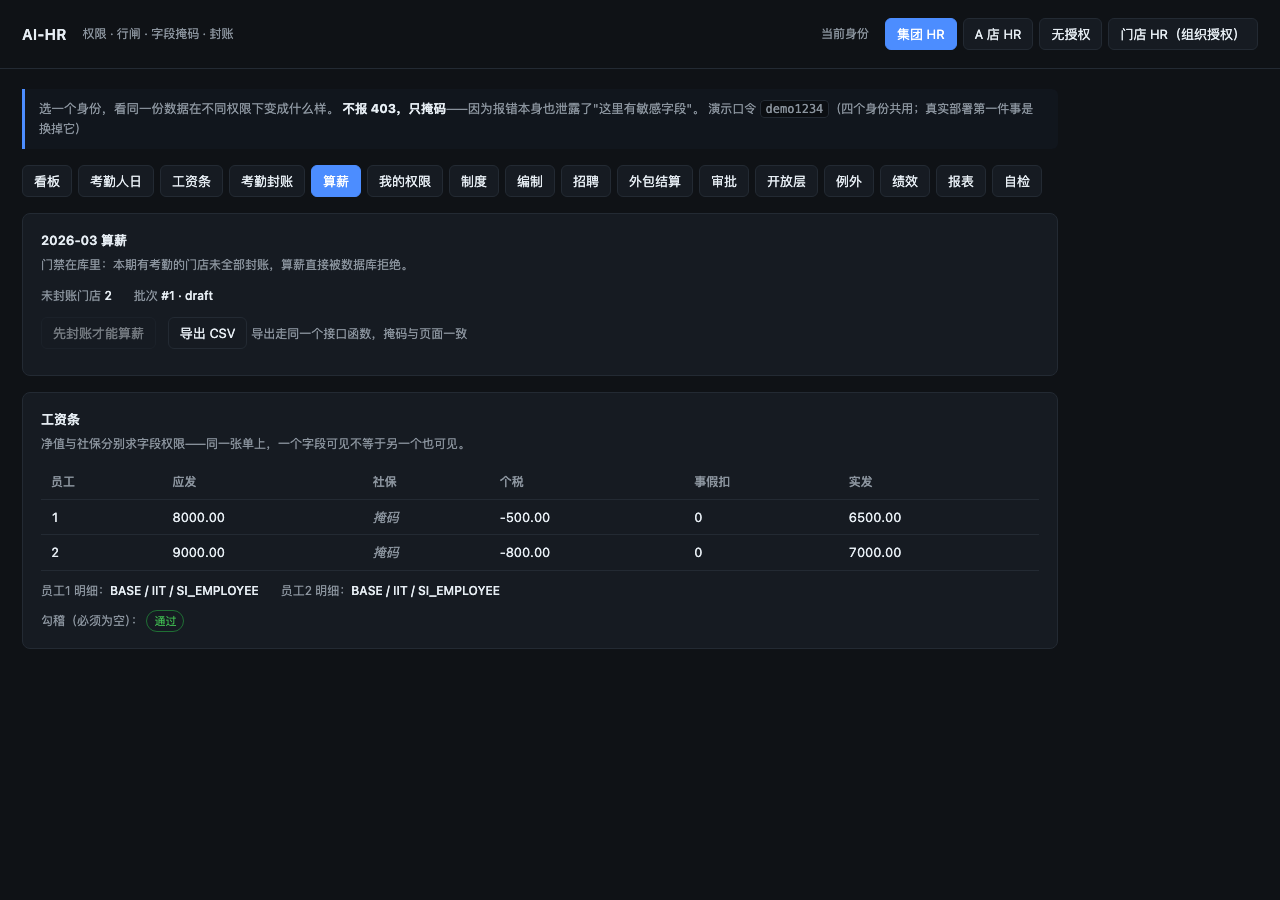 AI-HR 权限 · 行闸 · 字段掩码 · 封账 当前身份 集团 HR A 店 HR 无授权 门店 HR（组织授权）
选一个身份，看同一份数据在不同权限下变成什么样。 不报 403，只掩码——因为报错本身也泄露了"这里有敏感字段"。 演示口令 demo1234 （四个身份共用；真实部署第一件事是
换掉它）
看板 考勤人日 工资条 考勤封账 算薪 我的权限 制度 编制 招聘 外包结算 审批 开放层 例外 绩效 报表 自检
2026-03 算薪
门禁在库里：本期有考勤的门店未全部封账，算薪直接被数据库拒绝。
未封账门店 2 批次 #1 · draft
先封账才能算薪 导出 CSV 导出走同一个接口函数，掩码与页面一致
工资条
净值与社保分别求字段权限——同一张单上，一个字段可见不等于另一个也可见。
员工 应发 社保 个税 事假扣 实发
1 8000.00 掩码 -500.00 0 6500.00
2 9000.00 掩码 -800.00 0 7000.00
员工1 明细： BASE / IIT / SI_EMPLOYEE 员工2 明细： BASE / IIT / SI_EMPLOYEE
勾稽（必须为空）： 通过